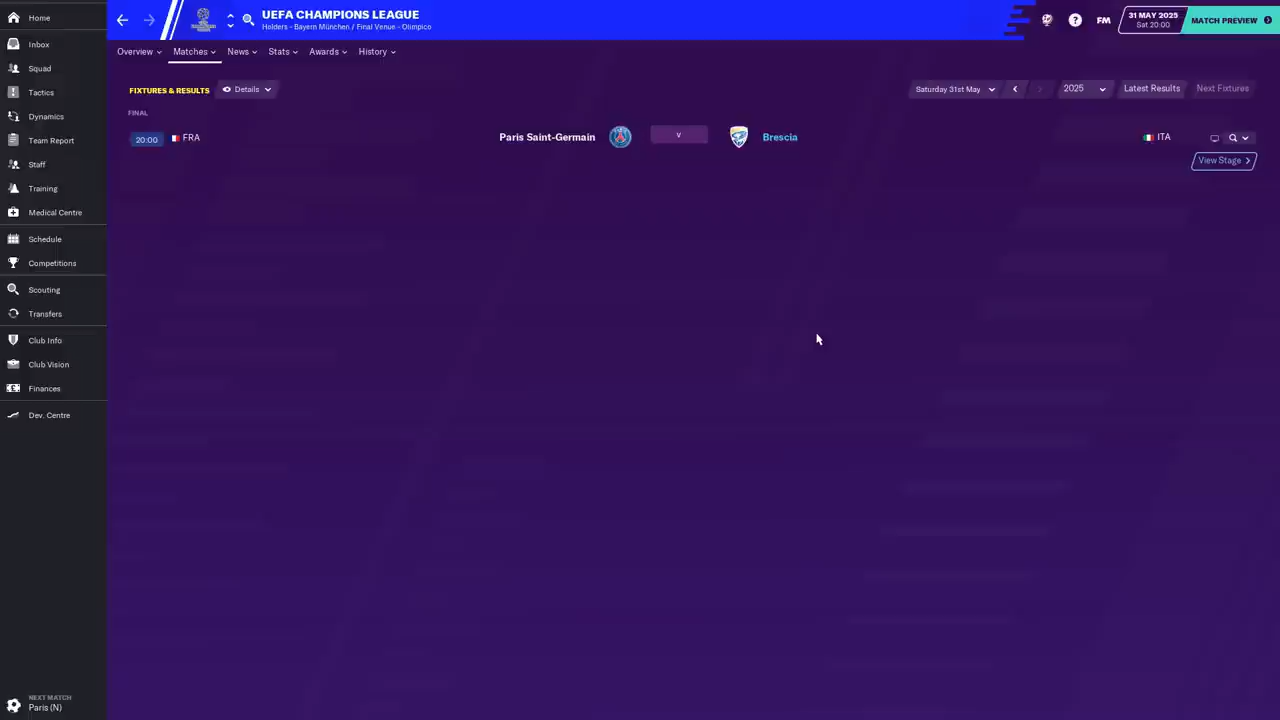 Home
Inbox
Squad
Tactics
Dynamics
Team Report
Staff
Training
Medical Centre
Schedule
Competitions
Scouting
Transfers
Club Info
Club Vision
Finances
Dev. Centre
NEXT MATCH
Paris (N)
UEFA CHAMPIONS LEAGUE
Holders - Bayern München / Final Venue - Olimpico
FM
31 MAY 2025
Sat 20:00
MATCH PREVIEW
Overview Matches News Stats Awards History
FIXTURES & RESULTS Details Saturday 31st May 2025 Latest Results Next Fixtures
FINAL
20:00 FRA Paris Saint-Germain v Brescia ITA
View Stage